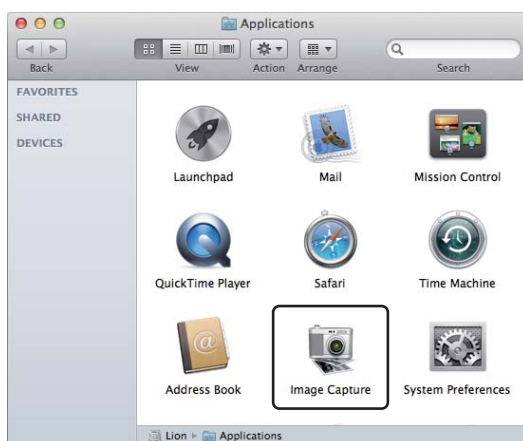 Applications
Back View Action Arrange Search
FAVORITES
SHARED
DEVICES
Launchpad Mail Mission Control
QuickTime Player Safari Time Machine
@
Address Book Image Capture System Preferences
Lion Applications